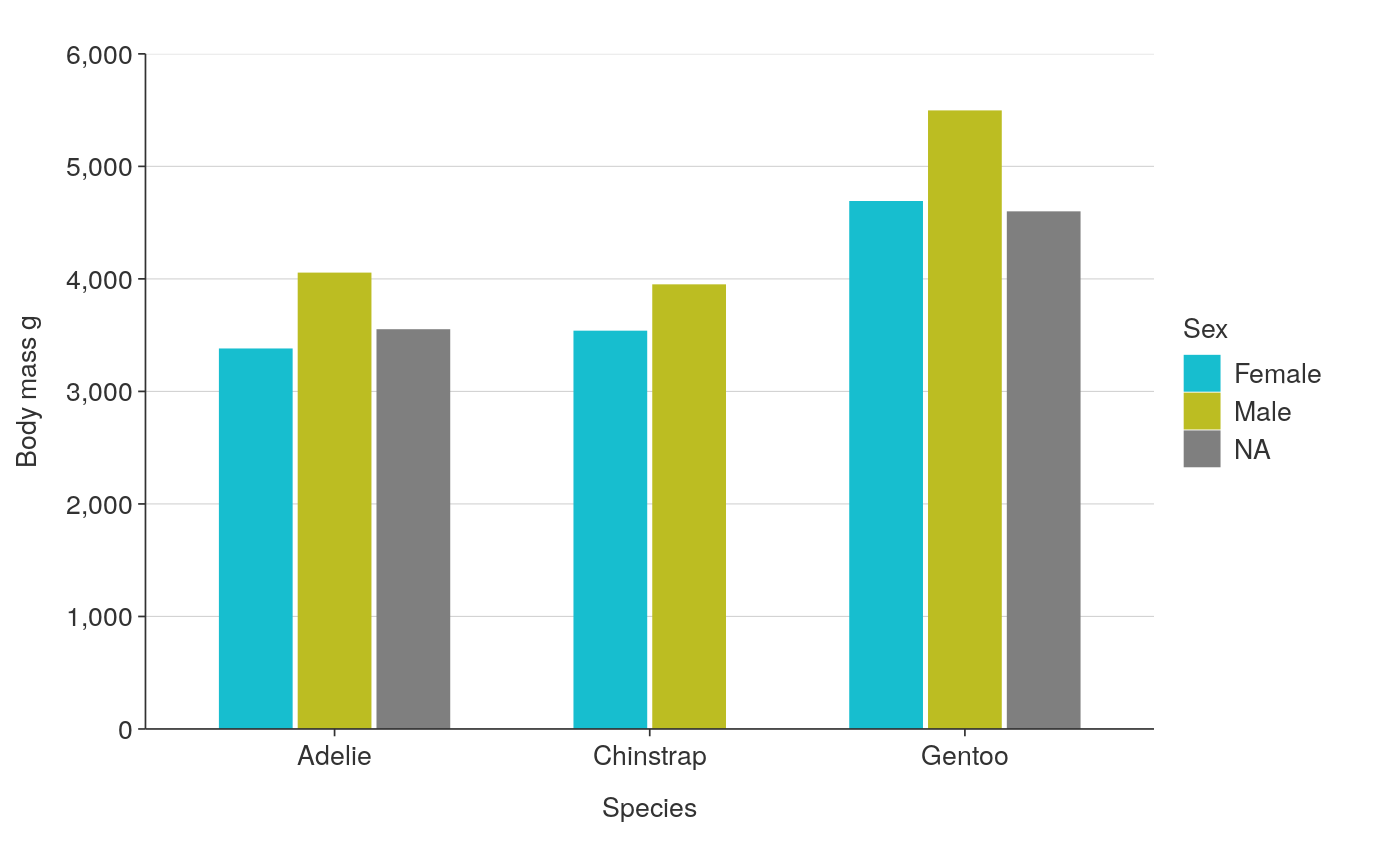 6,000
5,000
4,000
3,000
2,000
1,000
0
Body mass g
Adelie
Chinstrap
Gentoo
Species
Sex
Female
Male
NA